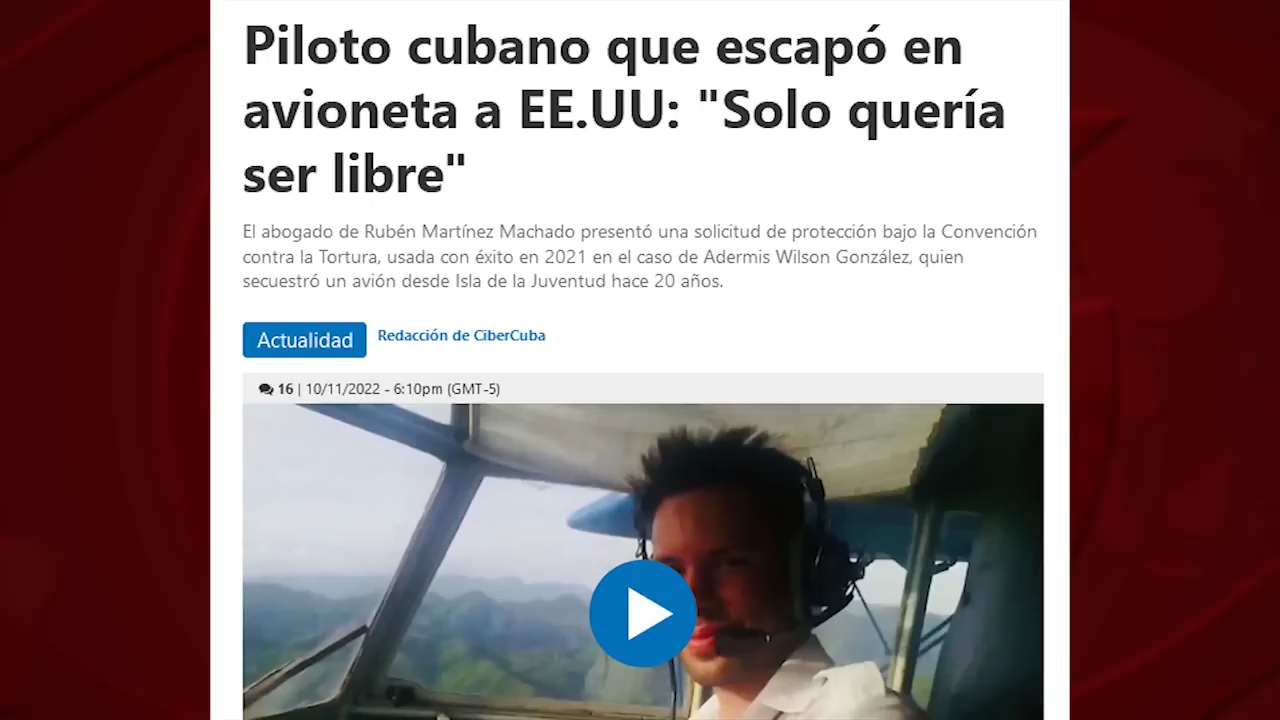 Piloto cubano que escapó en
avioneta a EE.UU: "Solo quería
ser libre"
El abogado de Rubén Martínez Machado presentó una solicitud de protección bajo la Convención
contra la Tortura, usada con éxito en 2021 en el caso de Adermis Wilson González, quien
secuestró un avión desde Isla de la Juventud hace 20 años.
Actualidad Redacción de CiberCuba
16 | 10/11/2022 - 6:10pm (GMT-5)